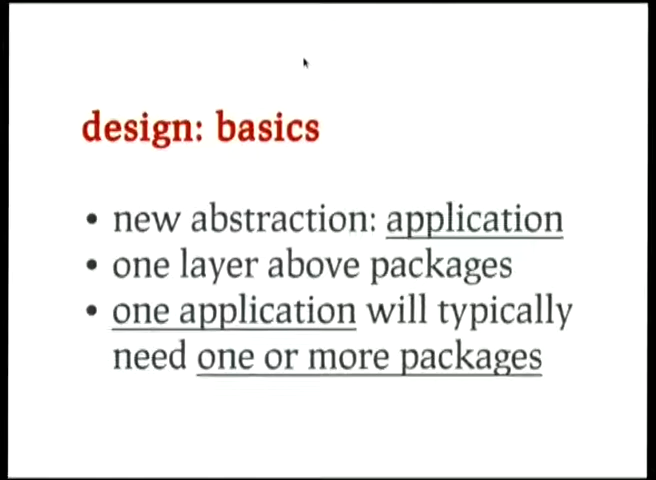 design: basics
• new abstraction: application
• one layer above packages
• one application will typically
need one or more packages